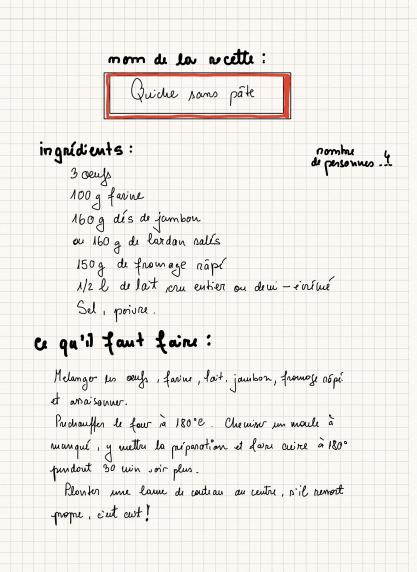 nom de la recette :
Quiche sans pâte
ingrédients :
nombre
de personnes : 4
3 oeufs
100 g farine
160 g dés de jambon
ou 160 g de lardon salés
150 g de fromage râpé
1/2 l de lait cru entier ou demi-écrémé
Sel, poivre.
ce qu'il faut faire :
Melanger les oeufs, farine, lait, jambon, fromage râpé
et assaisonner.
Prechauffer le four à 180°C. Chemiser un moule à
manqué, y mettre la préparation et faire cuire à 180°
pendant 30 min voir plus.
Planter une lame de couteau au centre, s'il ressort
propre, c'est cuit !